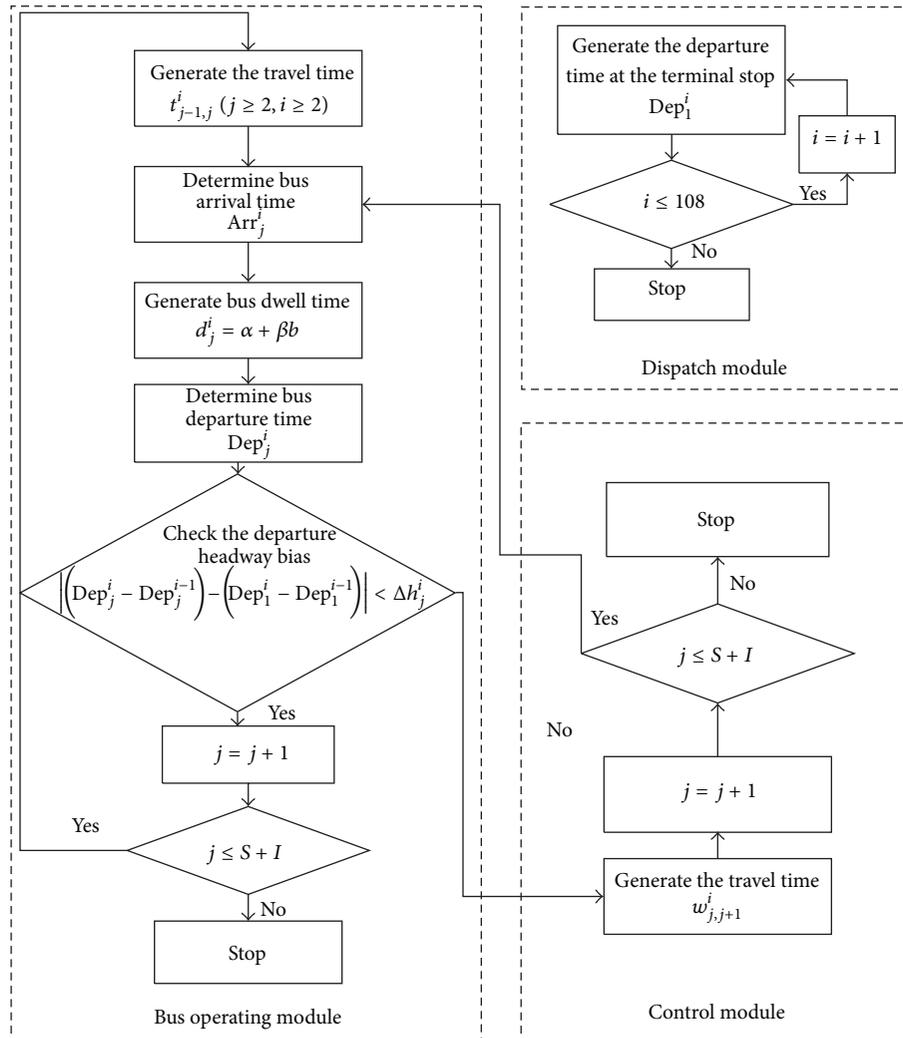 Generate the travel time
t^i_{j−1,j} (j ≥ 2, i ≥ 2)
Determine bus
arrival time
Arr^i_j
Generate bus dwell time
d^i_j = α + βb
Determine bus
departure time
Dep^i_j
Check the departure
headway bias
|(Dep^i_j − Dep^{i−1}_j) − (Dep^i_1 − Dep^{i−1}_1)| < Δh^i_j
Yes
j = j + 1
Yes
j ≤ S + I
No
Stop
Bus operating module
Generate the departure
time at the terminal stop
Dep^i_1
i = i + 1
Yes
i ≤ 108
No
Stop
Dispatch module
Stop
No
Yes
j ≤ S + I
No
j = j + 1
Generate the travel time
w^i_{j,j+1}
Control module